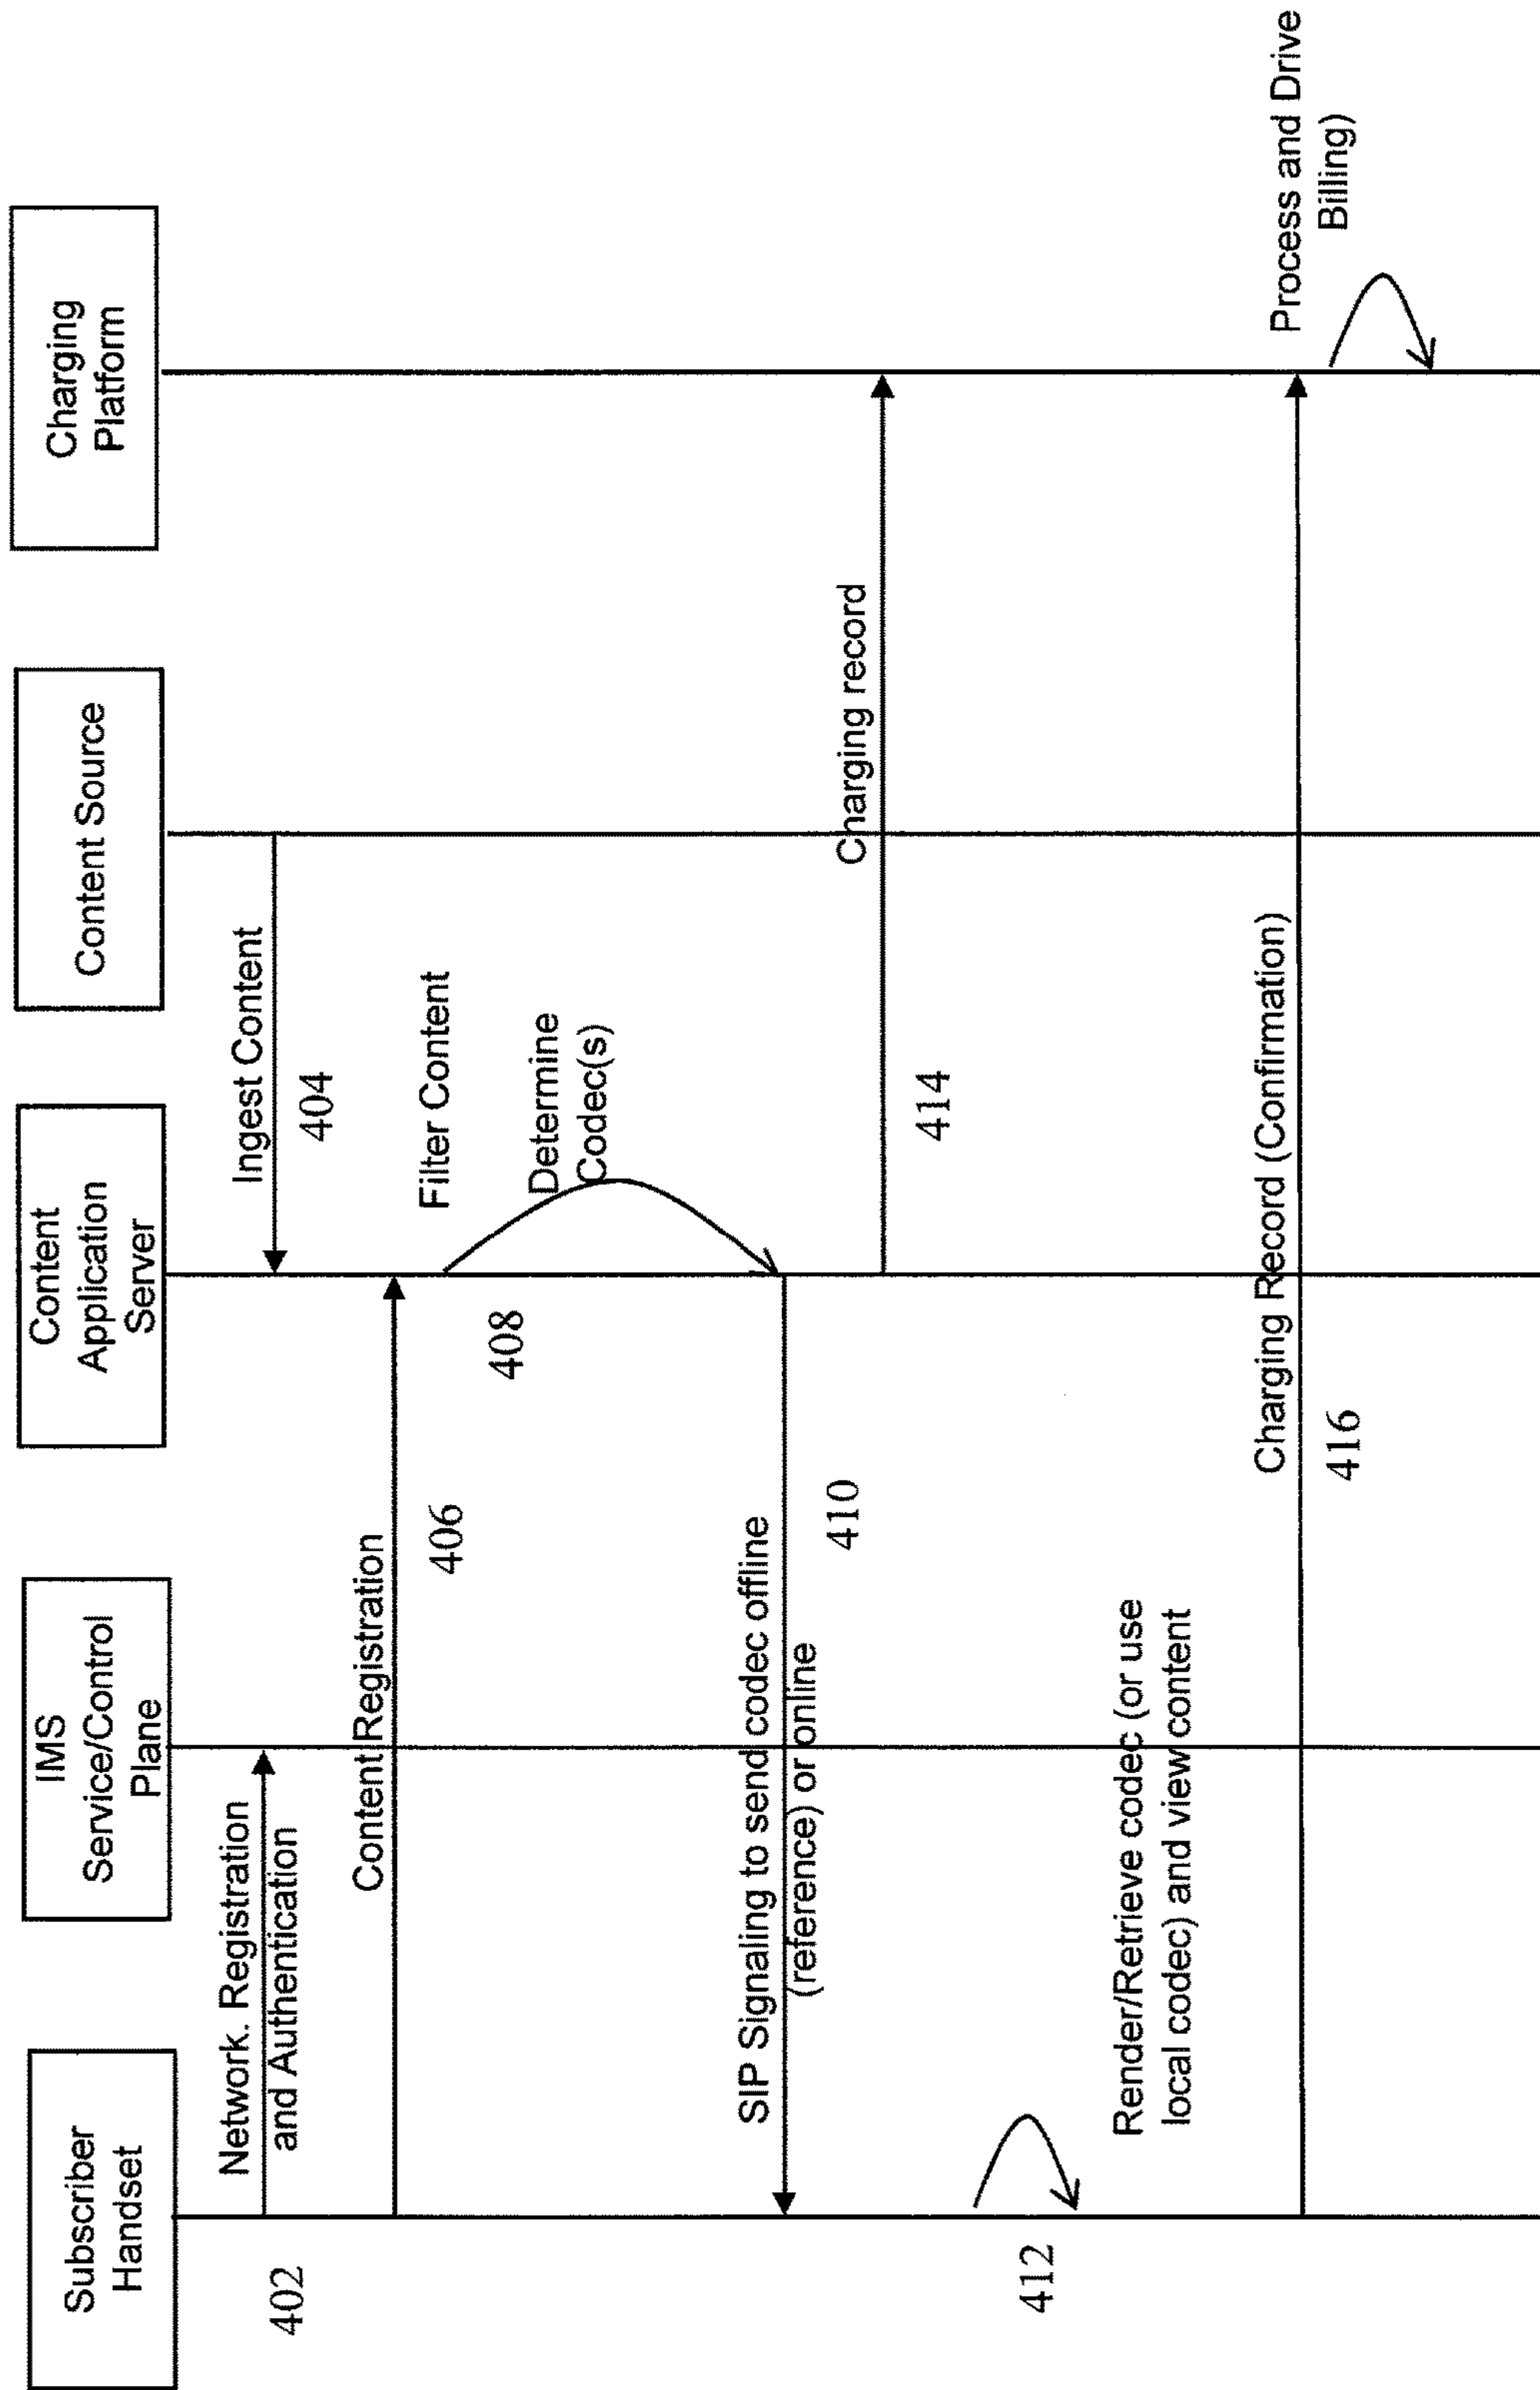 Subscriber
Handset
IMS
Service/Control
Plane
Content
Application
Server
Content Source
Charging
Platform
402
Network. Registration
and Authentication
Ingest Content
404
Content Registration
406
Filter Content
Determine
Codec(s)
408
SIP Signaling to send codec offline
(reference) or online
410
Charging record
414
412
Render/Retrieve codec (or use
local codec) and view content
Charging Record (Confirmation)
416
Process and Drive
Billing)